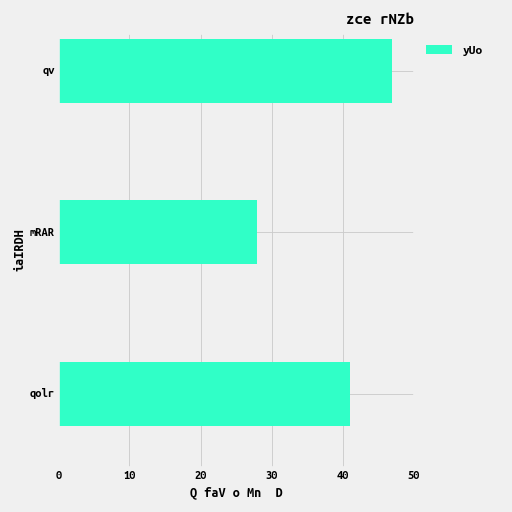 zce rNZb
yUo
qv
mRAR
qolr
iaIRDH
0 10 20 30 40 50
Q faV o Mn  D